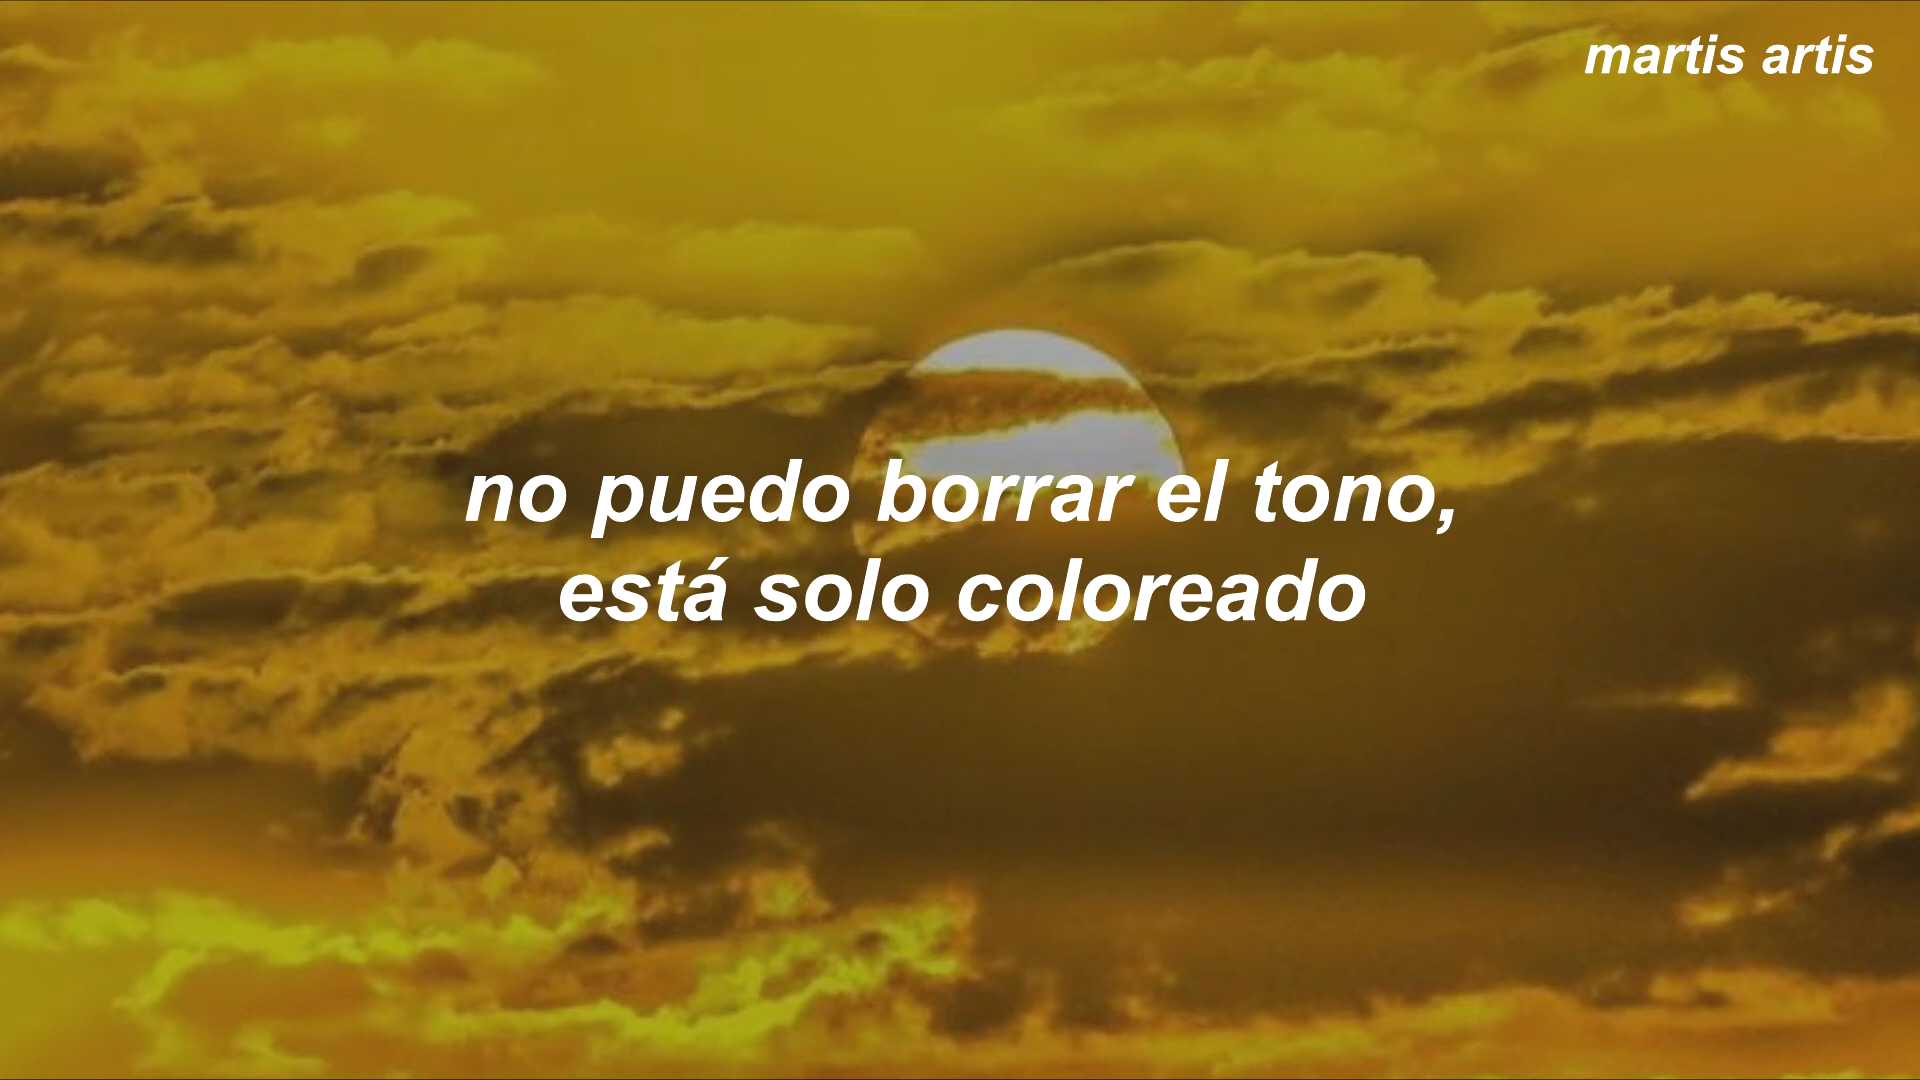 martis artis
no puedo borrar el tono,
está solo coloreado